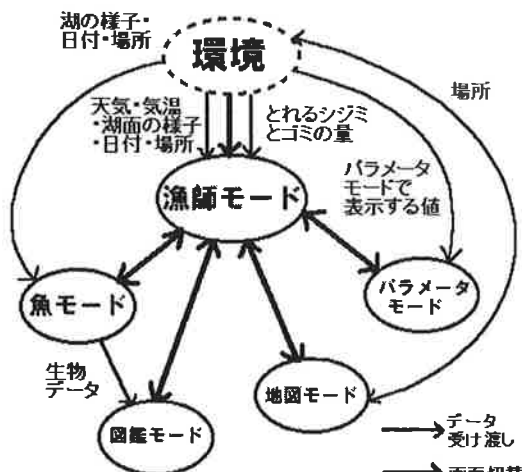 湖の様子・
日付・場所
環境
場所
天気・気温
・湖面の様子
・日付・場所
とれるシジミ
とゴミの量
パラメータ
モードで
表示する値
漁師モード
魚モード
パラメータ
モード
生物
データ
地図モード
図鑑モード
データ
受け渡し
画面切替